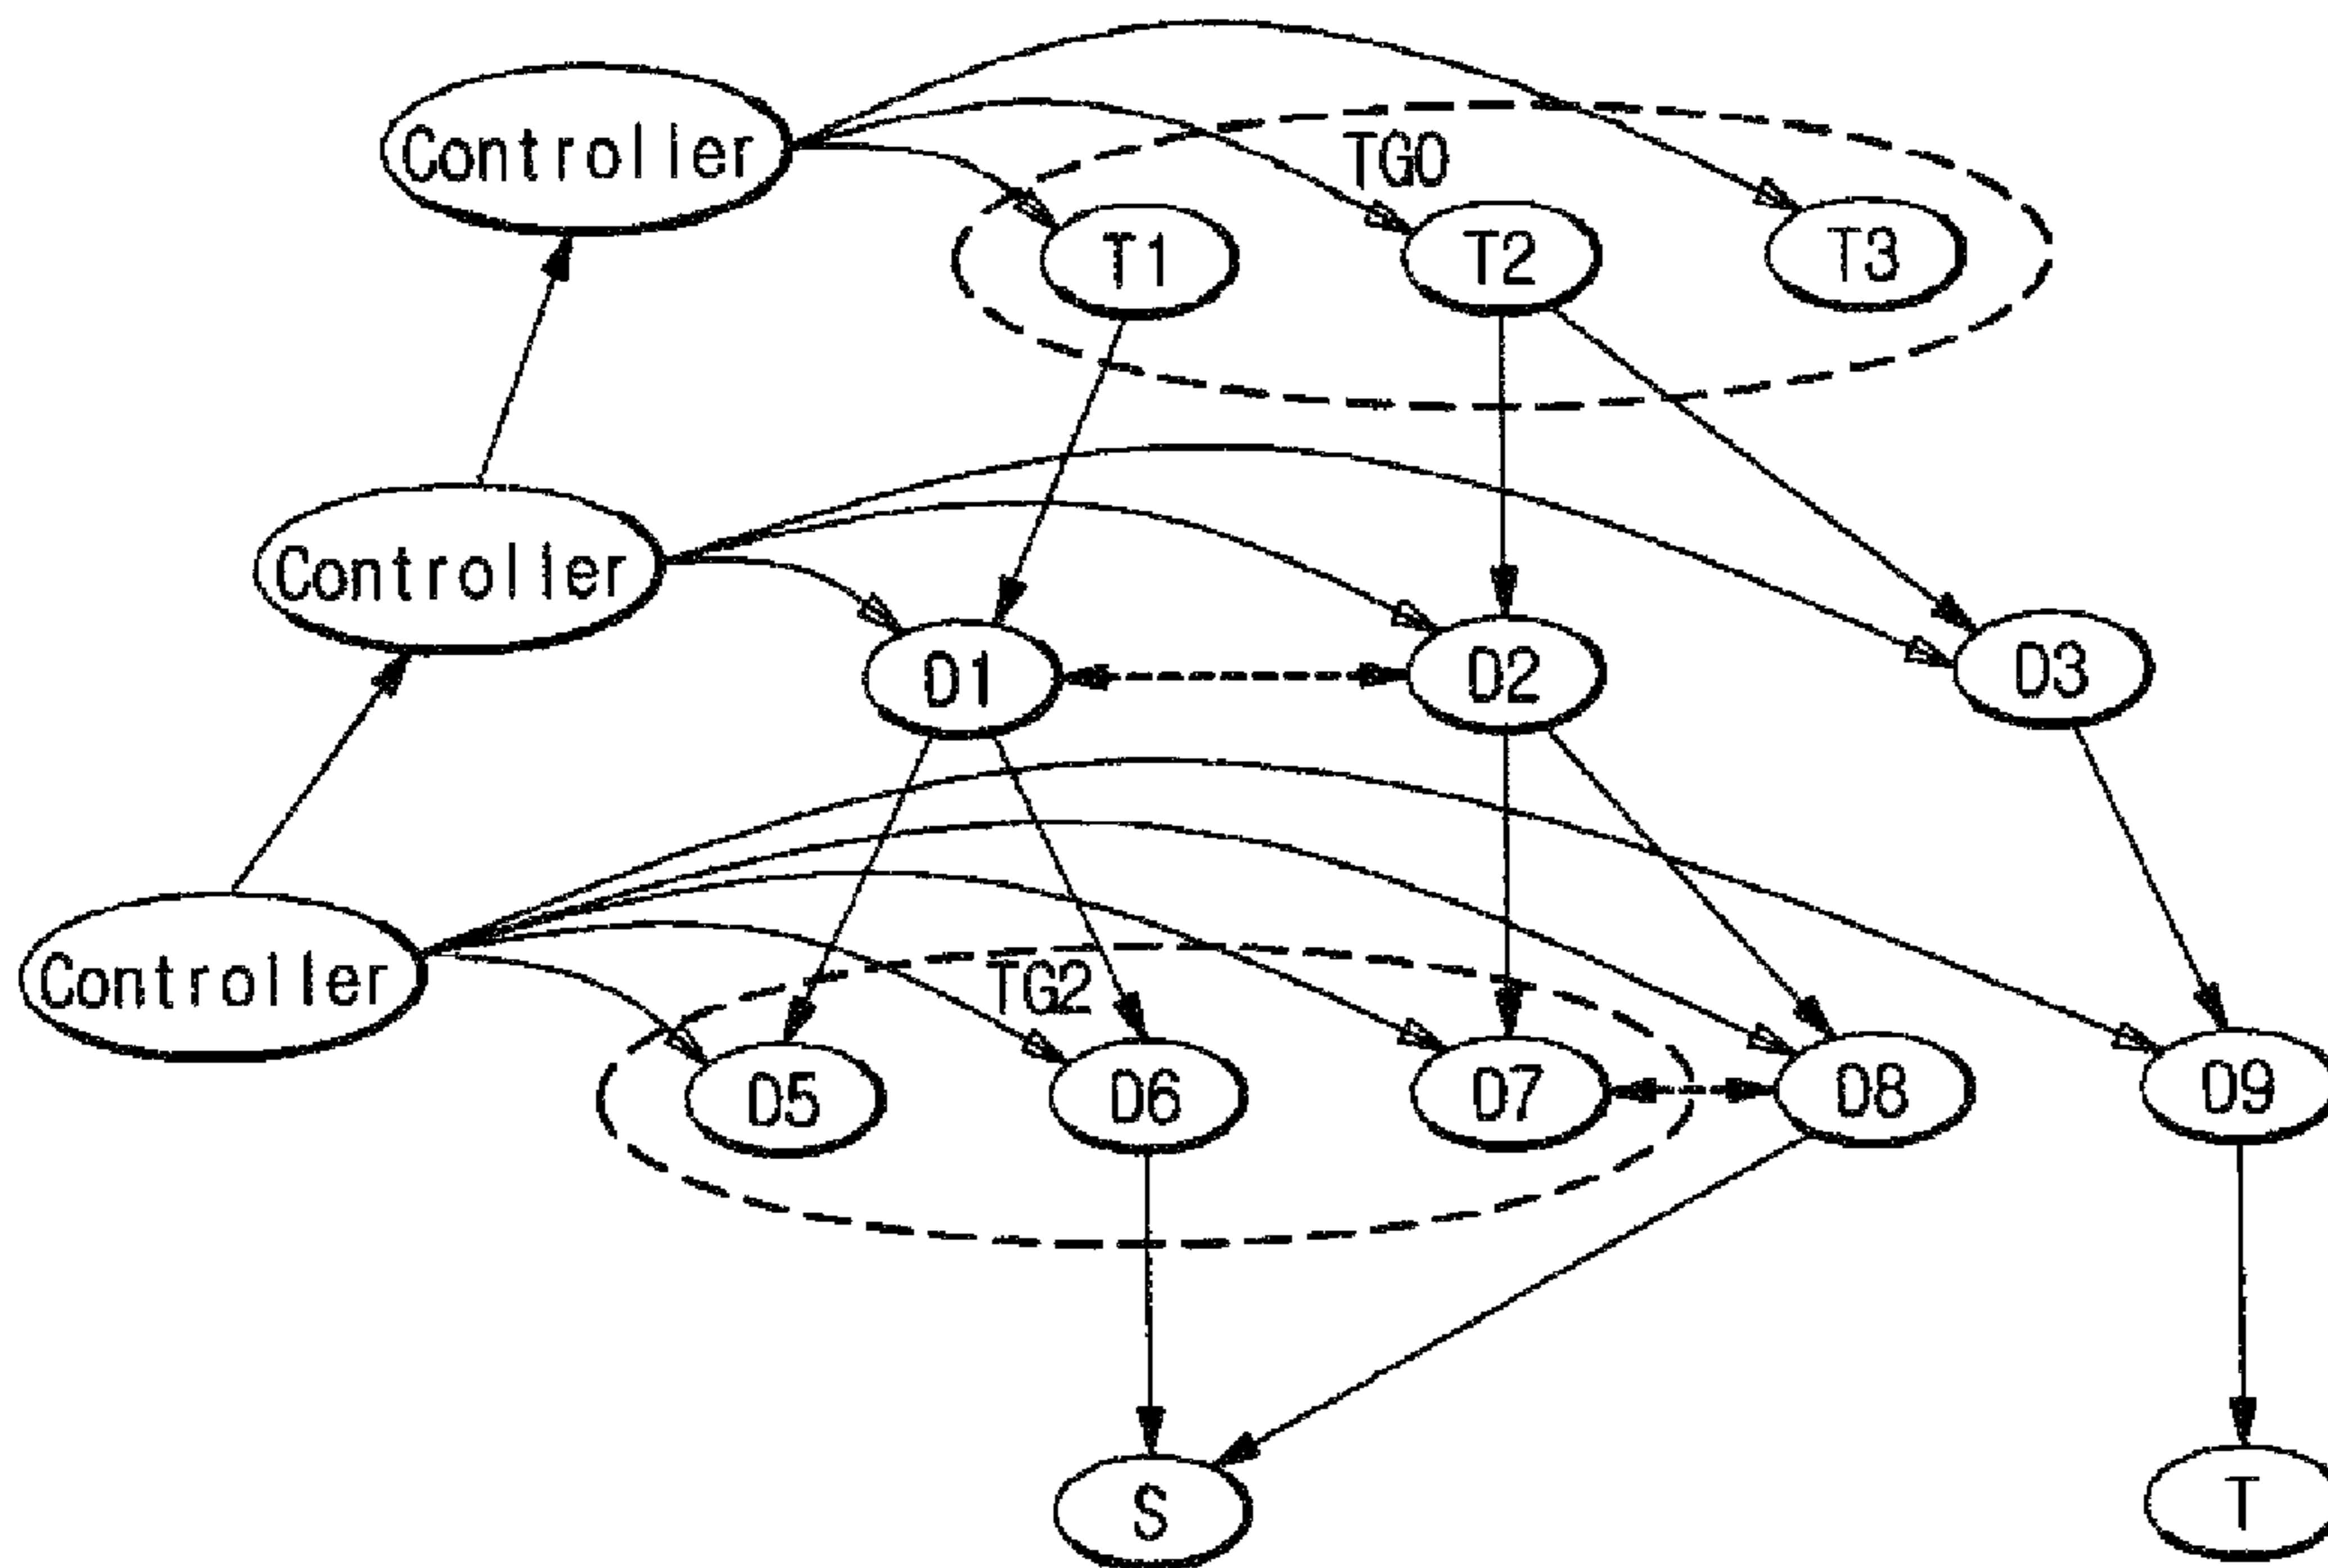 Controller
TG0
T1
T2
T3
Controller
D1
D2
D3
Controller
TG2
D5
D6
D7
D8
D9
S
T